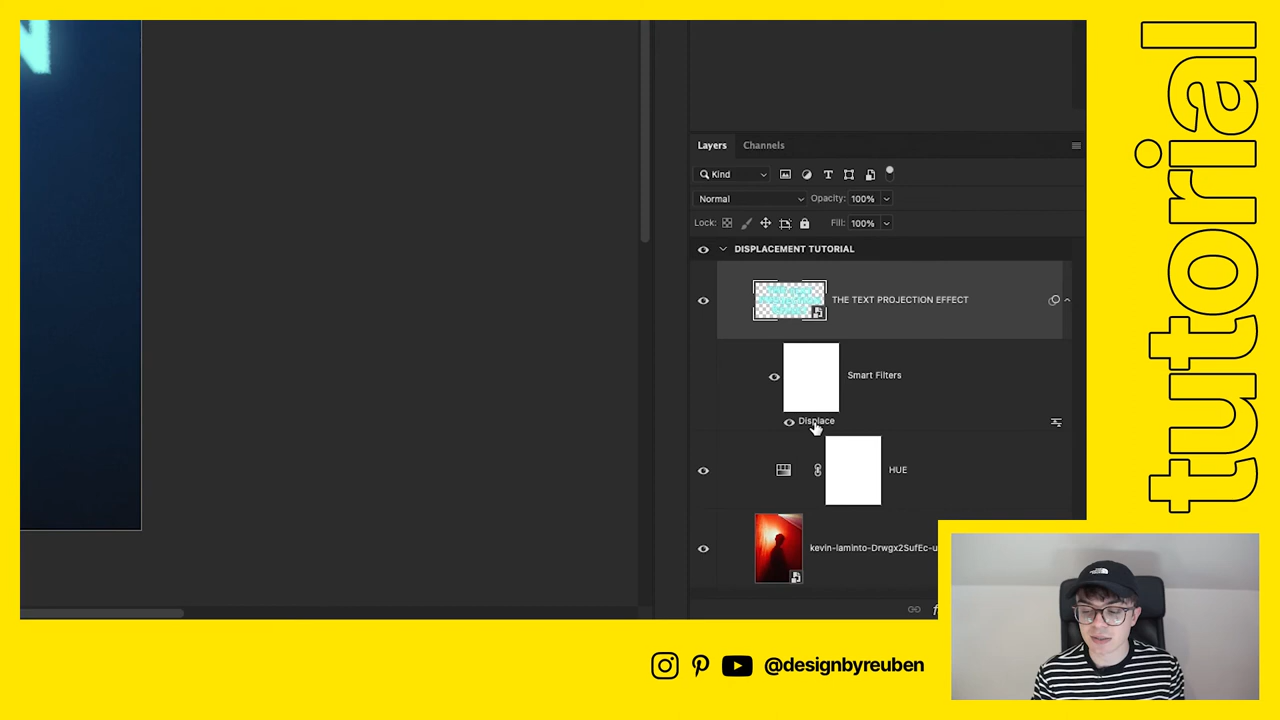 tutorial
Layers Channels
Kind
Normal Opacity: 100%
Lock: Fill: 100%
DISPLACEMENT TUTORIAL
THE TEXT PROJECTION EFFECT
Smart Filters
Displace
HUE
kevin-laminto-Drwgx2SufEc-u
@designbyreuben